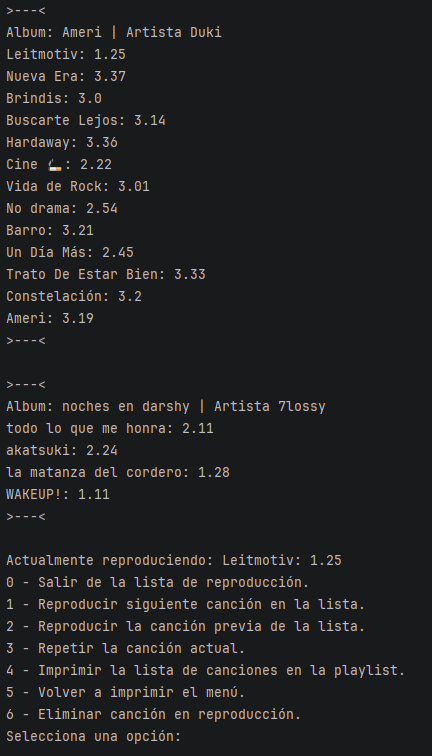 >---<
Album: Ameri | Artista Duki
Leitmotiv: 1.25
Nueva Era: 3.37
Brindis: 3.0
Buscarte Lejos: 3.14
Hardaway: 3.36
Cine 🚬: 2.22
Vida de Rock: 3.01
No drama: 2.54
Barro: 3.21
Un Día Más: 2.45
Trato De Estar Bien: 3.33
Constelación: 3.2
Ameri: 3.19
>---<

>---<
Album: noches en darshy | Artista 7lossy
todo lo que me honra: 2.11
akatsuki: 2.24
la matanza del cordero: 1.28
WAKEUP!: 1.11
>---<

Actualmente reproduciendo: Leitmotiv: 1.25
0 - Salir de la lista de reproducción.
1 - Reproducir siguiente canción en la lista.
2 - Reproducir la canción previa de la lista.
3 - Repetir la canción actual.
4 - Imprimir la lista de canciones en la playlist.
5 - Volver a imprimir el menú.
6 - Eliminar canción en reproducción.
Selecciona una opción: